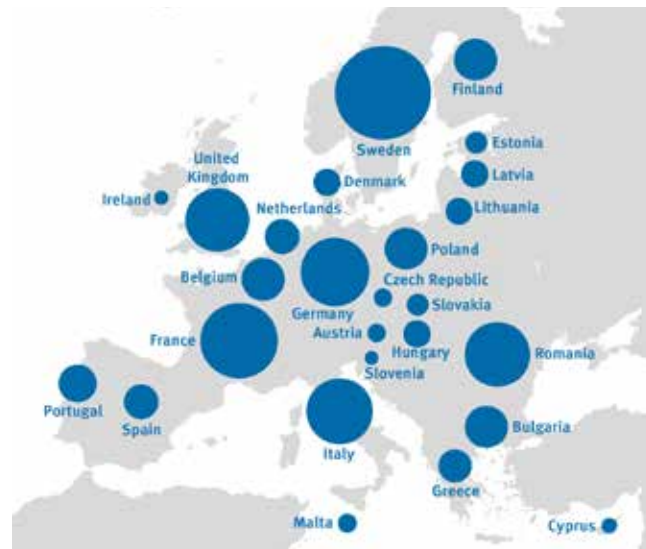 Finland
Sweden
Estonia
United
Kingdom
Latvia
Denmark
Ireland
Netherlands
Lithuania
Poland
Belgium
Czech Republic
Slovakia
Germany
Austria
France
Hungary
Romania
Slovenia
Portugal
Spain
Bulgaria
Italy
Greece
Malta
Cyprus